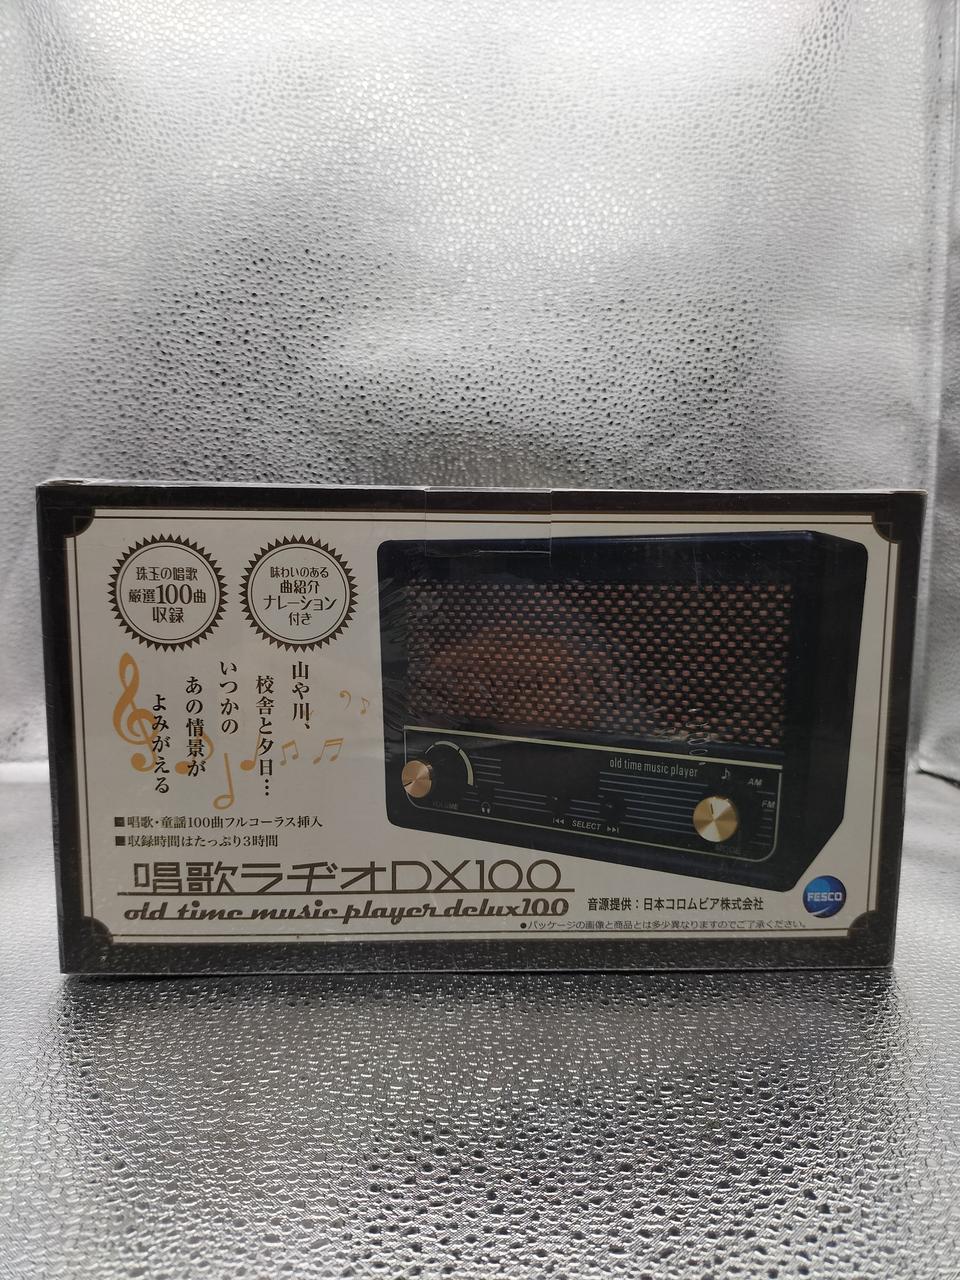 珠玉の唱歌
厳選100曲
収録
味わいのある
曲紹介
ナレーション
付き
山や川、
校舎と夕日…
いつかの
あの情景が
よみがえる
■唱歌・童謡100曲フルコーラス挿入
■収録時間はたっぷり3時間
唱歌ラヂオDX100
old time music player delux100
old time music player
AM
FM
MODE
VOLUME
SELECT
音源提供：日本コロムビア株式会社
●パッケージの画像と商品とは多少異なりますのでご了承ください。
FESCO